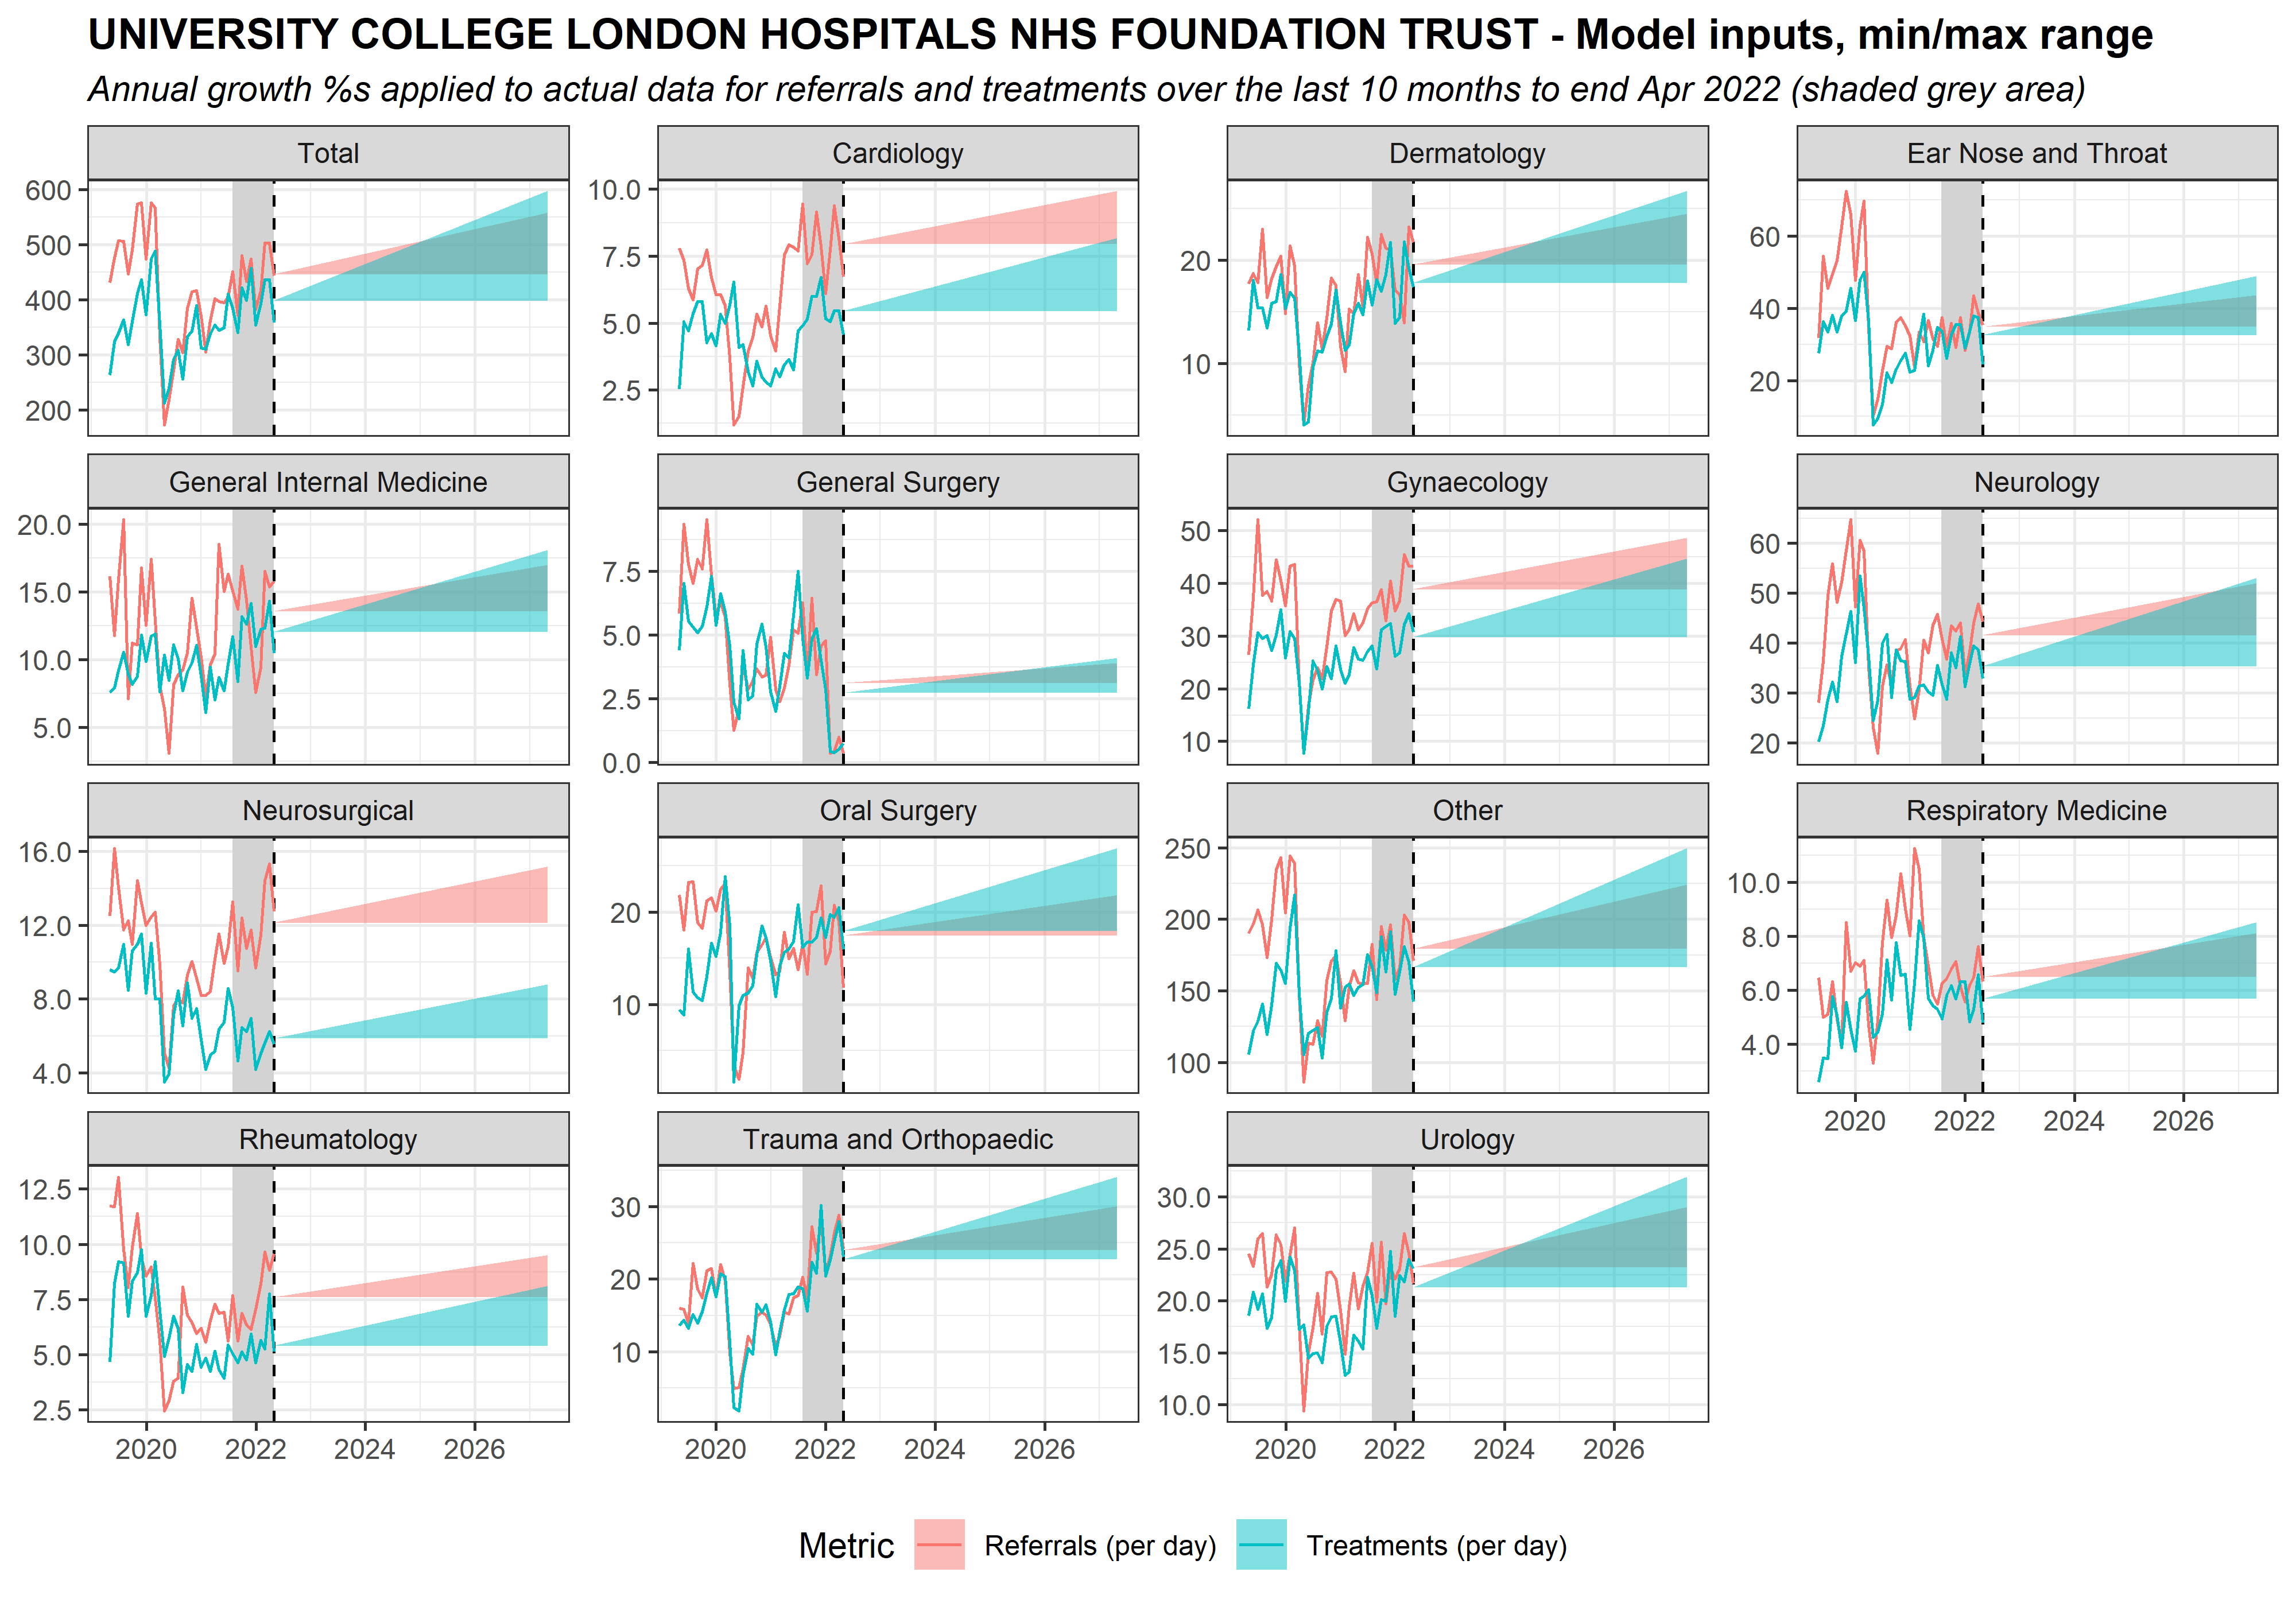 UNIVERSITY COLLEGE LONDON HOSPITALS NHS FOUNDATION TRUST - Model inputs, min/max range
Annual growth %s applied to actual data for referrals and treatments over the last 10 months to end Apr 2022 (shaded grey area)
Total
600
500
400
300
200
Cardiology
10.0
7.5
5.0
2.5
Dermatology
20
10
Ear Nose and Throat
60
40
20
General Internal Medicine
20.0
15.0
10.0
5.0
General Surgery
7.5
5.0
2.5
0.0
Gynaecology
50
40
30
20
10
Neurology
60
50
40
30
20
Neurosurgical
16.0
12.0
8.0
4.0
Oral Surgery
20
10
Other
250
200
150
100
Respiratory Medicine
10.0
8.0
6.0
4.0
2020 2022 2024 2026
Rheumatology
12.5
10.0
7.5
5.0
2.5
2020 2022 2024 2026
Trauma and Orthopaedic
30
20
10
2020 2022 2024 2026
Urology
30.0
25.0
20.0
15.0
10.0
2020 2022 2024 2026
Metric Referrals (per day) Treatments (per day)